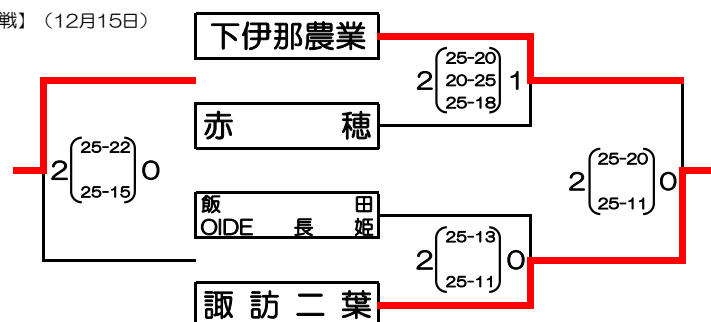 戦】（12月15日）
下伊那農業
2 25-20 20-25 25-18 1
赤　穂
2 25-22 25-15 0
2 25-20 25-11 0
飯　田
OIDE　長　姫
2 25-13 25-11 0
諏訪二葉